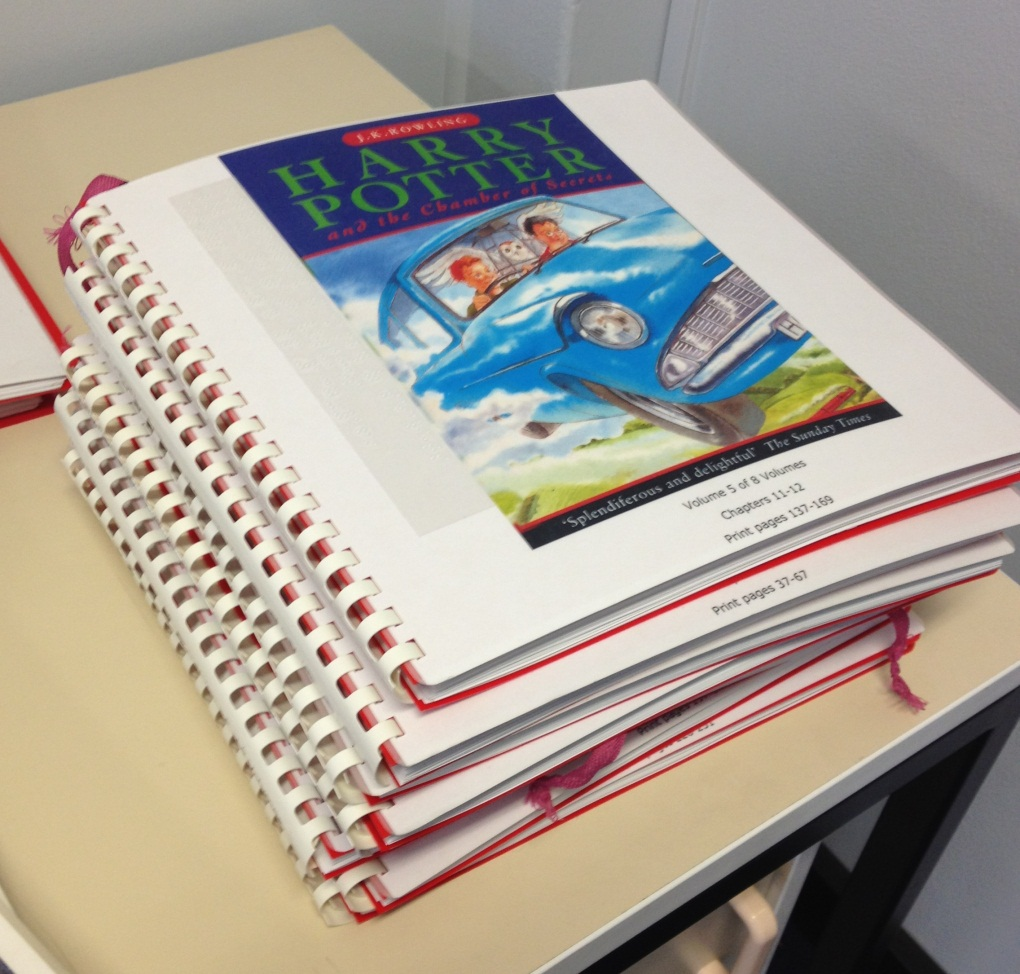 J.K.ROWLING
HARRY
POTTER
and the Chamber of Secrets
'Splendiferous and delightful' The Sunday Times
Volume 5 of 8 Volumes
Chapters 11-12
Print pages 137-169
Print pages 37-67